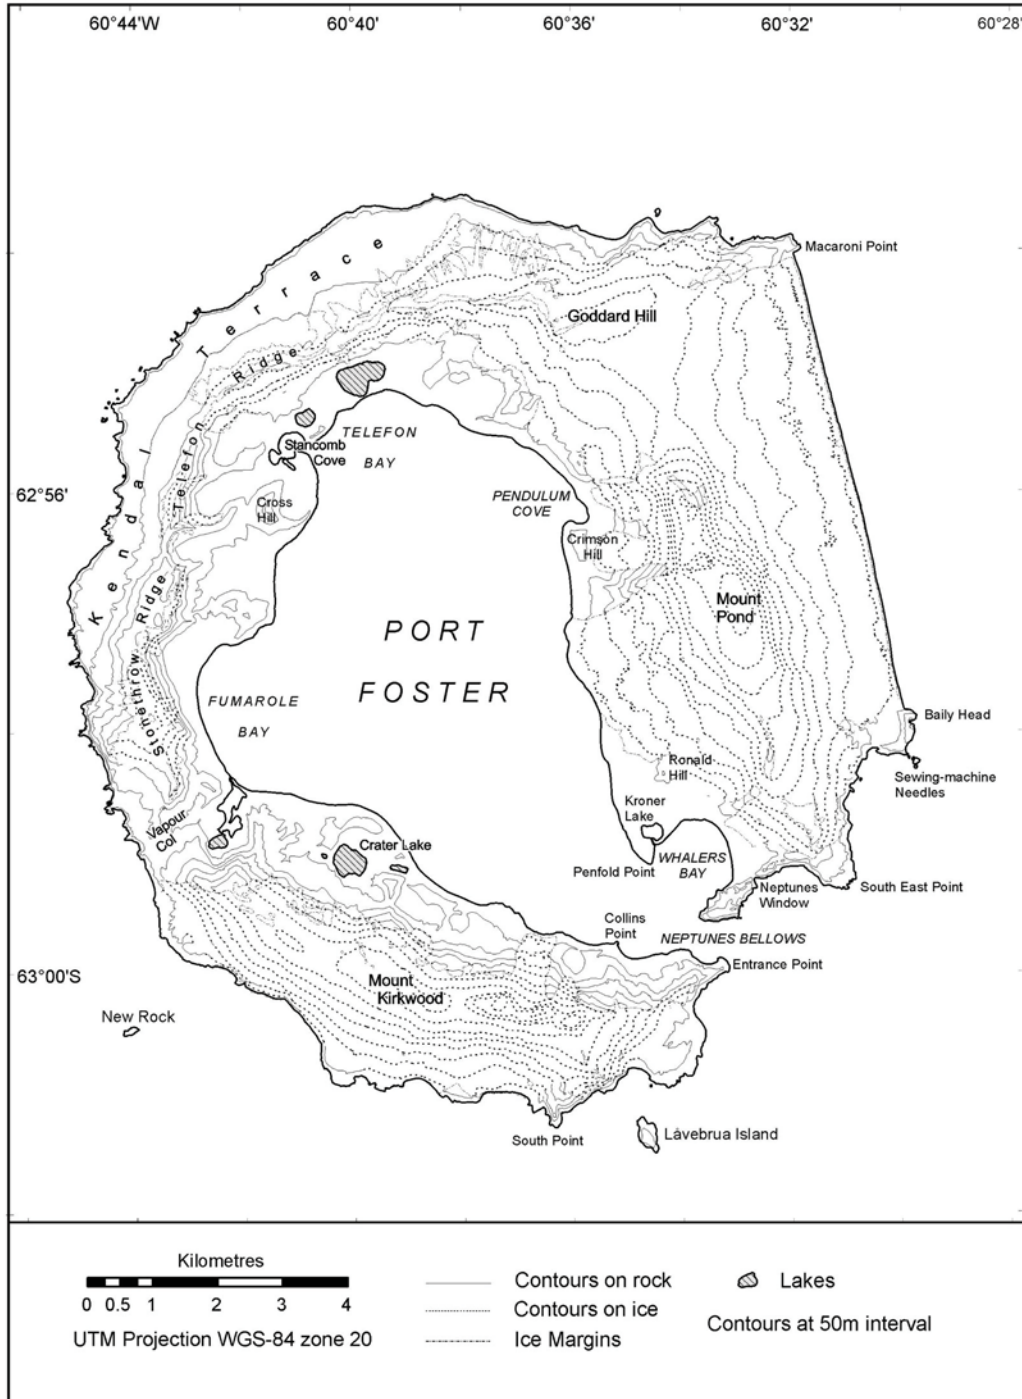 60°44'W 60°40' 60°36' 60°32' 60°28'
Macaroni Point
Kendall Terrace
Goddard Hill
Telefon Ridge
TELEFON
BAY
Stancomb
Cove
62°56'
PENDULUM
COVE
Cross
Hill
Crimson
Hill
Mount
Pond
PORT
FOSTER
Stonethrow Ridge
FUMAROLE
BAY
Baily Head
Ronald
Hill
Sewing-machine
Needles
Kroner
Lake
Vapour
Col
Crater Lake
WHALERS
BAY
Penfold Point
Neptunes
Window
South East Point
Collins
Point
NEPTUNES BELLOWS
Entrance Point
63°00'S
Mount
Kirkwood
New Rock
South Point
Låvebrua Island
Kilometres
0 0.5 1 2 3 4
UTM Projection WGS-84 zone 20
Contours on rock
Contours on ice
Ice Margins
Lakes
Contours at 50m interval